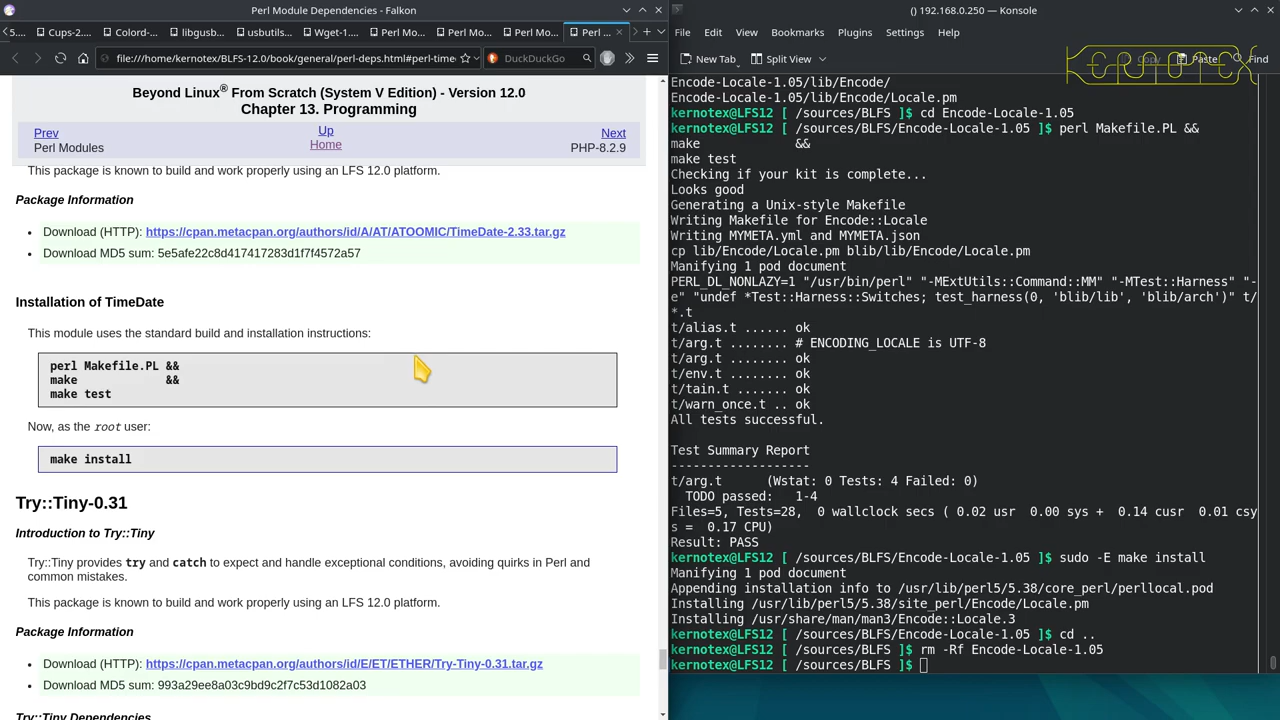 Perl Module Dependencies - Falkon
5....
Cups-2....
Colord-...
libgusb...
usbutils...
Wget-1....
Perl Mo...
Perl Mo...
Perl Mo...
Perl ...
file:///home/kernotex/BLFS-12.0/book/general/perl-deps.html#perl-time
DuckDuckGo
Beyond Linux® From Scratch (System V Edition) - Version 12.0
Chapter 13. Programming
Prev
Up
Next
Perl Modules
Home
PHP-8.2.9
This package is known to build and work properly using an LFS 12.0 platform.
Package Information
• Download (HTTP): https://cpan.metacpan.org/authors/id/A/AT/ATOOMIC/TimeDate-2.33.tar.gz
• Download MD5 sum: 5e5afe22c8d417417283d1f7f4572a57
Installation of TimeDate
This module uses the standard build and installation instructions:
perl Makefile.PL &&
make             &&
make test
Now, as the root user:
make install
Try::Tiny-0.31
Introduction to Try::Tiny
Try::Tiny provides try and catch to expect and handle exceptional conditions, avoiding quirks in Perl and
common mistakes.
This package is known to build and work properly using an LFS 12.0 platform.
Package Information
• Download (HTTP): https://cpan.metacpan.org/authors/id/E/ET/ETHER/Try-Tiny-0.31.tar.gz
• Download MD5 sum: 993a29ee8a03c9bd9c2f7c53d1082a03
Try::Tiny Dependencies
() 192.168.0.250 — Konsole
File
Edit
View
Bookmarks
Plugins
Settings
Help
New Tab
Split View
Copy
Paste
Find
KERNOTEX
Encode-Locale-1.05/lib/Encode/
Encode-Locale-1.05/lib/Encode/Locale.pm
kernotex@LFS12 [ /sources/BLFS ]$ cd Encode-Locale-1.05
kernotex@LFS12 [ /sources/BLFS/Encode-Locale-1.05 ]$ perl Makefile.PL &&
make             &&
make test
Checking if your kit is complete...
Looks good
Generating a Unix-style Makefile
Writing Makefile for Encode::Locale
Writing MYMETA.yml and MYMETA.json
cp lib/Encode/Locale.pm blib/lib/Encode/Locale.pm
Manifying 1 pod document
PERL_DL_NONLAZY=1 "/usr/bin/perl" "-MExtUtils::Command::MM" "-MTest::Harness" "-
e" "undef *Test::Harness::Switches; test_harness(0, 'blib/lib', 'blib/arch')" t/
*.t
t/alias.t ...... ok
t/arg.t ........ # ENCODING_LOCALE is UTF-8
t/arg.t ........ ok
t/env.t ........ ok
t/tain.t ....... ok
t/warn_once.t .. ok
All tests successful.
Test Summary Report
-------------------
t/arg.t      (Wstat: 0 Tests: 4 Failed: 0)
  TODO passed:   1-4
Files=5, Tests=28,  0 wallclock secs ( 0.02 usr  0.00 sys +  0.14 cusr  0.01 csy
s =  0.17 CPU)
Result: PASS
kernotex@LFS12 [ /sources/BLFS/Encode-Locale-1.05 ]$ sudo -E make install
Manifying 1 pod document
Appending installation info to /usr/lib/perl5/5.38/core_perl/perllocal.pod
Installing /usr/lib/perl5/5.38/site_perl/Encode/Locale.pm
Installing /usr/share/man/man3/Encode::Locale.3
kernotex@LFS12 [ /sources/BLFS/Encode-Locale-1.05 ]$ cd ..
kernotex@LFS12 [ /sources/BLFS ]$ rm -Rf Encode-Locale-1.05
kernotex@LFS12 [ /sources/BLFS ]$